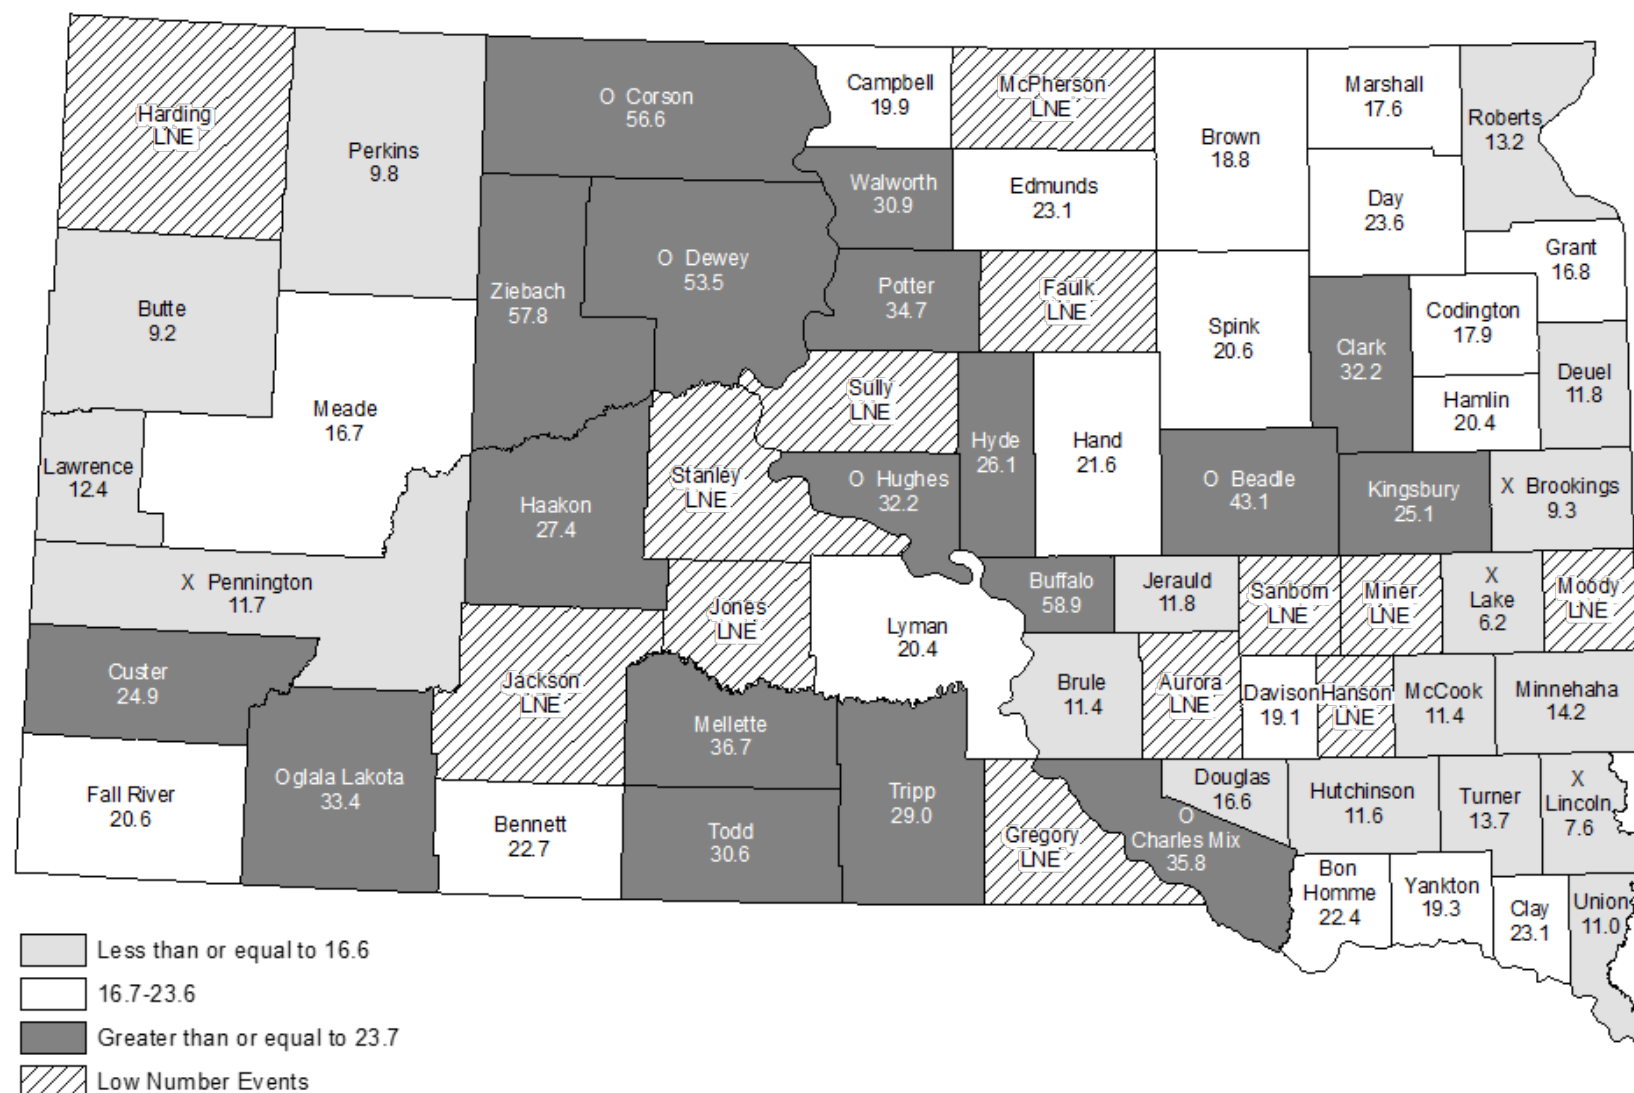 Harding
LNE
Perkins
9.8
O Corson
56.6
Campbell
19.9
McPherson
LNE
Brown
18.8
Marshall
17.6
Roberts
13.2
Walworth
30.9
Edmunds
23.1
Day
23.6
Grant
16.8
Butte
9.2
Ziebach
57.8
O Dewey
53.5
Potter
34.7
Faulk
LNE
Spink
20.6
Clark
32.2
Codington
17.9
Deuel
11.8
Hamlin
20.4
Meade
16.7
Sully
LNE
Hyde
26.1
Hand
21.6
Lawrence
12.4
Haakon
27.4
Stanley
LNE
O Hughes
32.2
O Beadle
43.1
Kingsbury
25.1
X Brookings
9.3
X Pennington
11.7
Jones
LNE
Lyman
20.4
Buffalo
58.9
Jerauld
11.8
Sanborn
LNE
Miner
LNE
X
Lake
6.2
Moody
LNE
Custer
24.9
Jackson
LNE
Mellette
36.7
Brule
11.4
Aurora
LNE
Davison
19.1
Hanson
LNE
McCook
11.4
Minnehaha
14.2
Fall River
20.6
Oglala Lakota
33.4
Bennett
22.7
Todd
30.6
Tripp
29.0
Gregory
LNE
O
Charles Mix
35.8
Douglas
16.6
Hutchinson
11.6
Turner
13.7
X
Lincoln
7.6
Bon
Homme
22.4
Yankton
19.3
Clay
23.1
Union
11.0
Less than or equal to 16.6
16.7-23.6
Greater than or equal to 23.7
Low Number Events